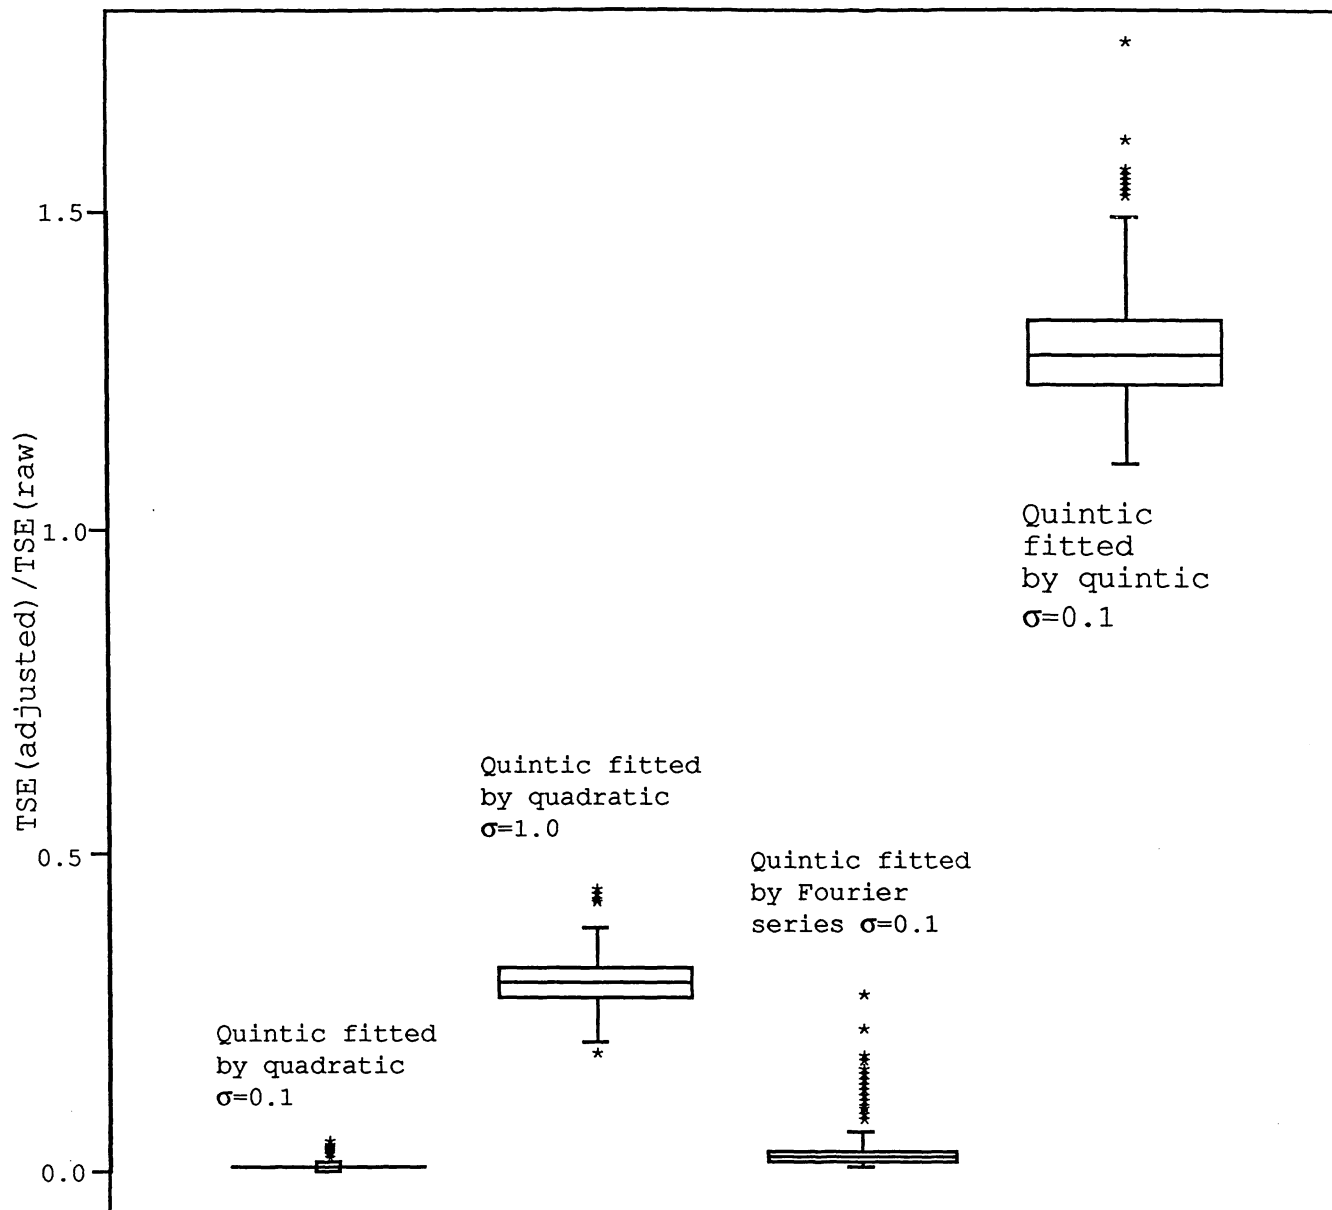 1.5
1.0
0.5
0.0
TSE(adjusted)/TSE(raw)
Quintic fitted
by quadratic
σ=0.1
Quintic fitted
by quadratic
σ=1.0
Quintic fitted
by Fourier
series σ=0.1
Quintic
fitted
by quintic
σ=0.1